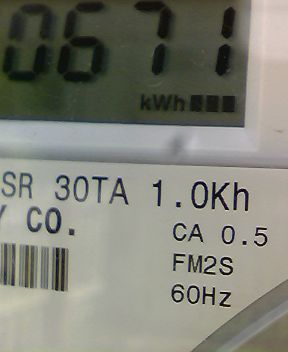 0671
kWh
SR 30TA 1.0Kh
Y CO.
CA 0.5
FM2S
60Hz